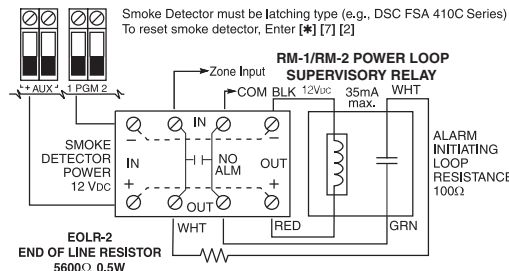 Smoke Detector must be latching type (e.g., DSC FSA 410C Series)
To reset smoke detector, Enter [✱] [7] [2]
RM-1/RM-2 POWER LOOP
SUPERVISORY RELAY
Zone Input
COM BLK 12VDC 35mA max. WHT
+ AUX - 1 PGM 2
IN
- -
SMOKE
DETECTOR
POWER
12 VDC
IN
NO
ALM
OUT
+ +
OUT
ALARM
INITIATING
LOOP
RESISTANCE
100Ω
WHT RED GRN
EOLR-2
END OF LINE RESISTOR
5600Ω 0.5W